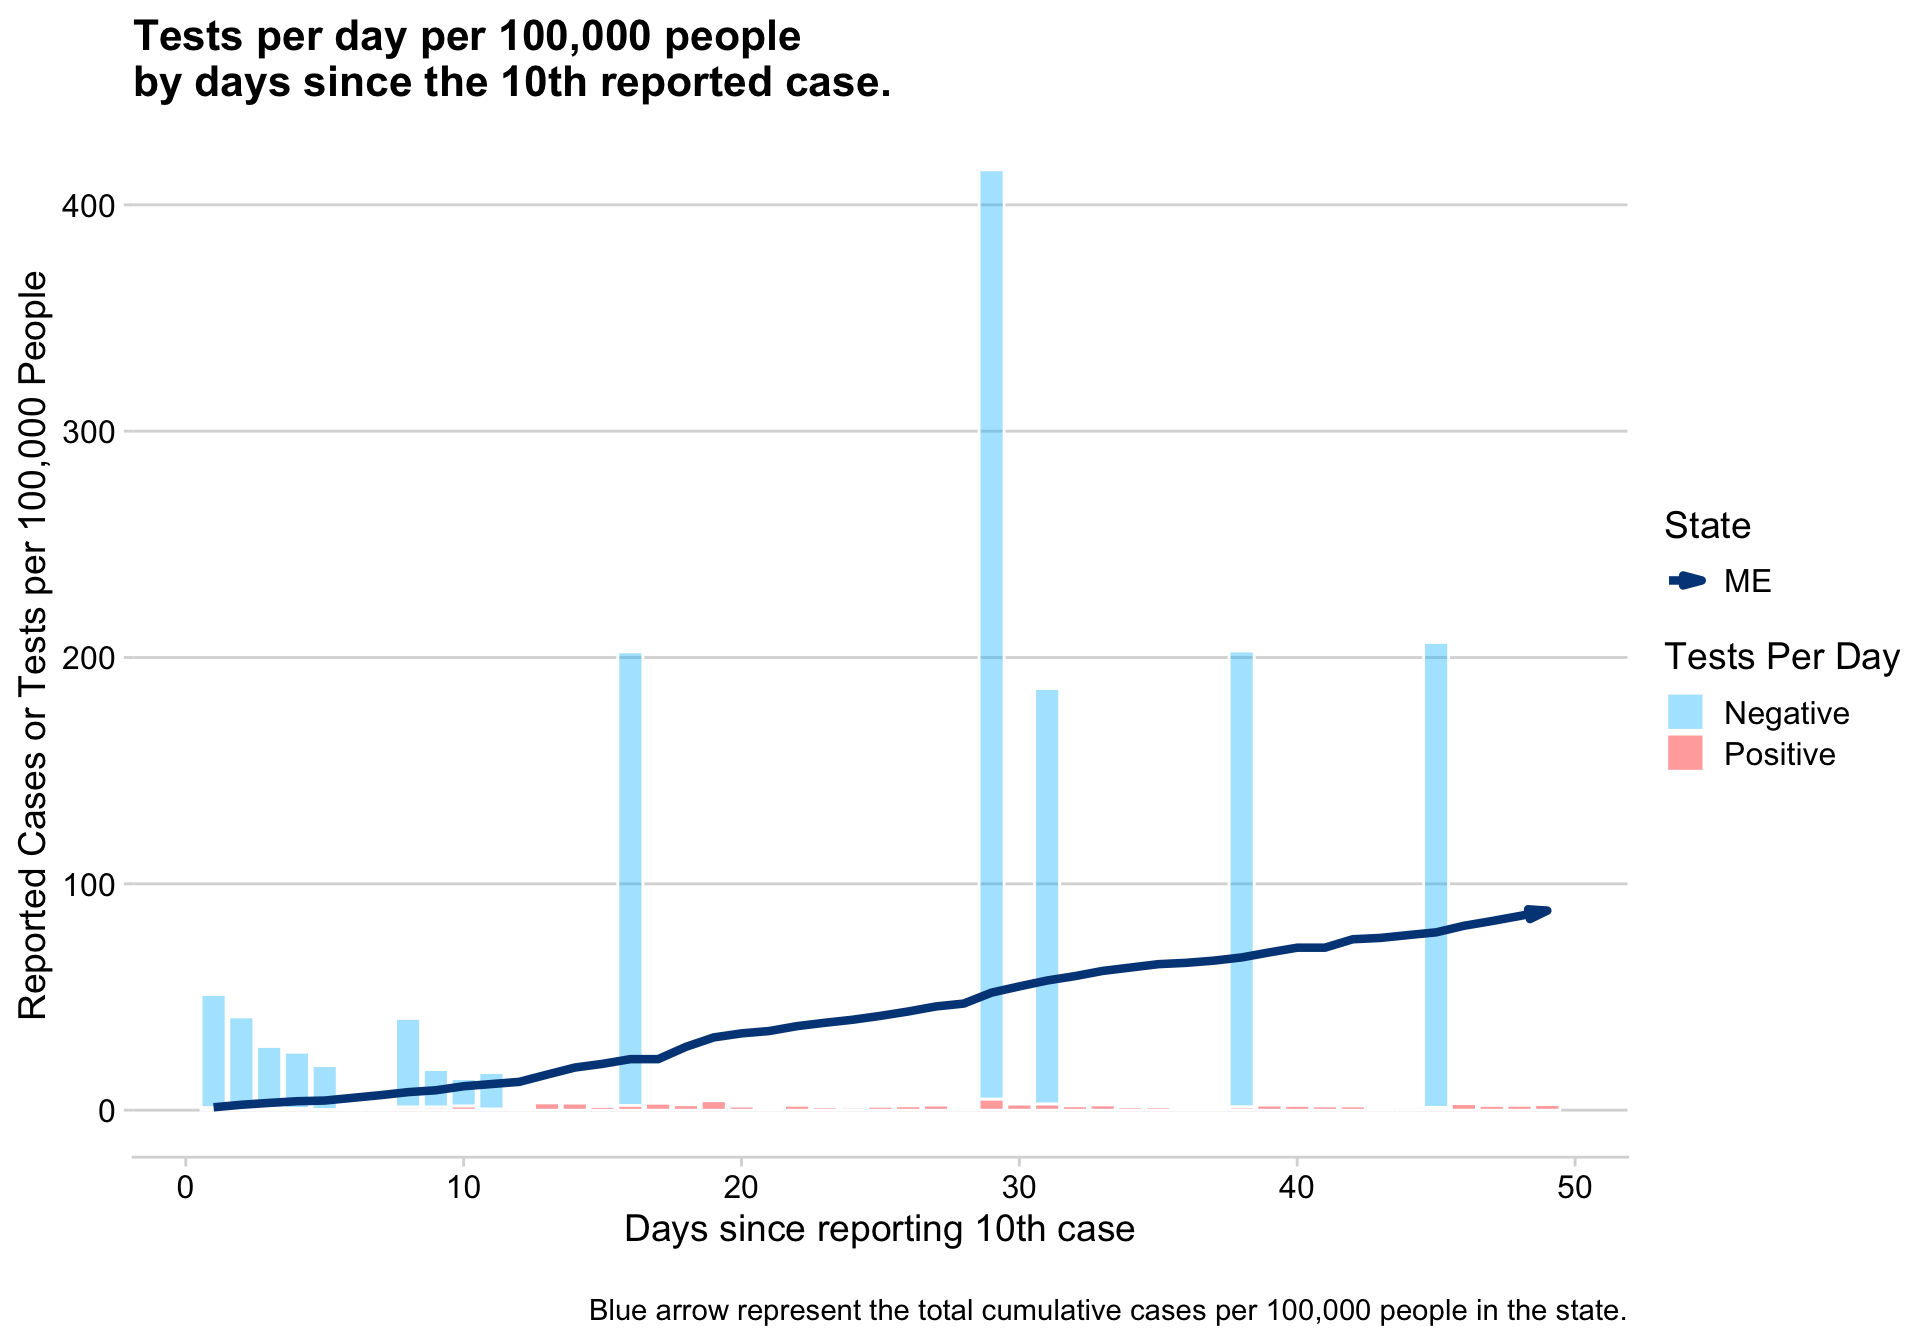 Tests per day per 100,000 people
by days since the 10th reported case.
Reported Cases or Tests per 100,000 People
400
300
200
100
0
0 10 20 30 40 50
Days since reporting 10th case
State
ME
Tests Per Day
Negative
Positive
Blue arrow represent the total cumulative cases per 100,000 people in the state.